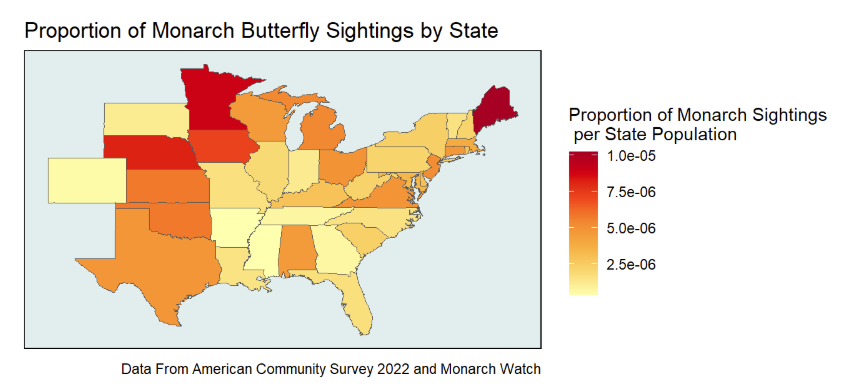 Proportion of Monarch Butterfly Sightings by State
Proportion of Monarch Sightings
per State Population
1.0e-05
7.5e-06
5.0e-06
2.5e-06
Data From American Community Survey 2022 and Monarch Watch